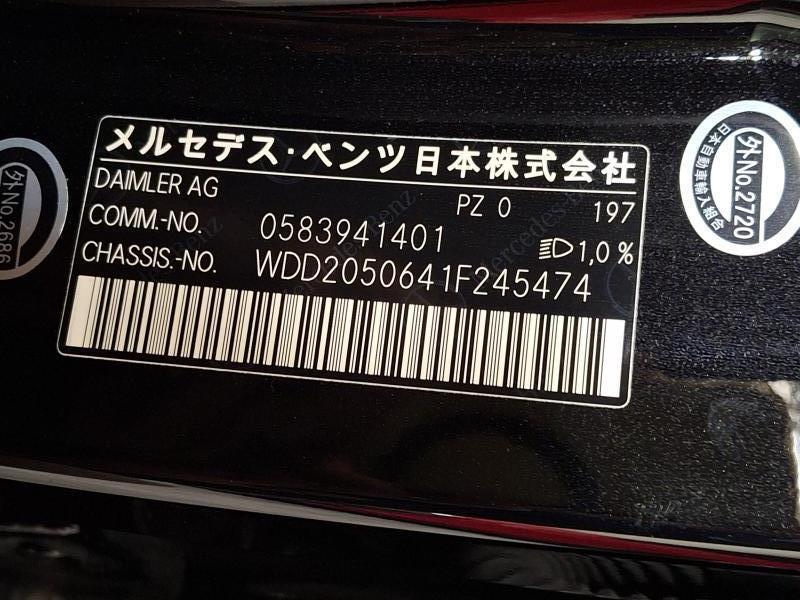 メルセデス・ベンツ日本株式会社
DAIMLER AG
PZ 0 197
COMM.-NO. 0583941401
1,0 %
CHASSIS.-NO. WDD2050641F245474
外No.2686
外No.2720
日本自動車輸入組合
Mercedes-Benz